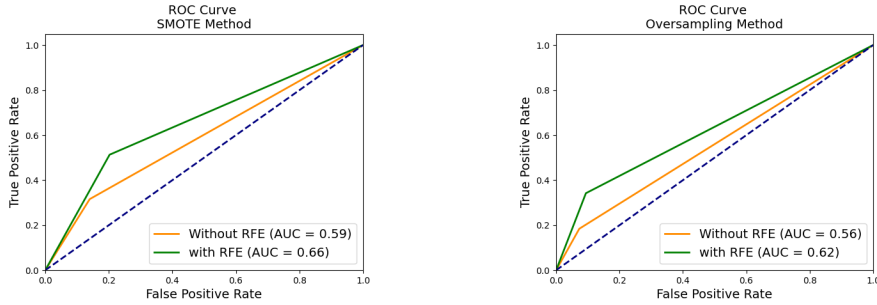 ROC Curve
SMOTE Method
1.0
0.8
0.6
0.4
0.2
0.0
True Positive Rate
Without RFE (AUC = 0.59)
with RFE (AUC = 0.66)
0.0 0.2 0.4 0.6 0.8 1.0
False Positive Rate
ROC Curve
Oversampling Method
1.0
0.8
0.6
0.4
0.2
0.0
True Positive Rate
Without RFE (AUC = 0.56)
with RFE (AUC = 0.62)
0.0 0.2 0.4 0.6 0.8 1.0
False Positive Rate